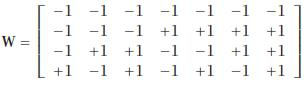 −1 −1 −1 −1 −1 −1 −1
W = −1 −1 −1 +1 +1 +1 +1
−1 +1 +1 −1 −1 +1 +1
+1 −1 +1 −1 +1 −1 +1